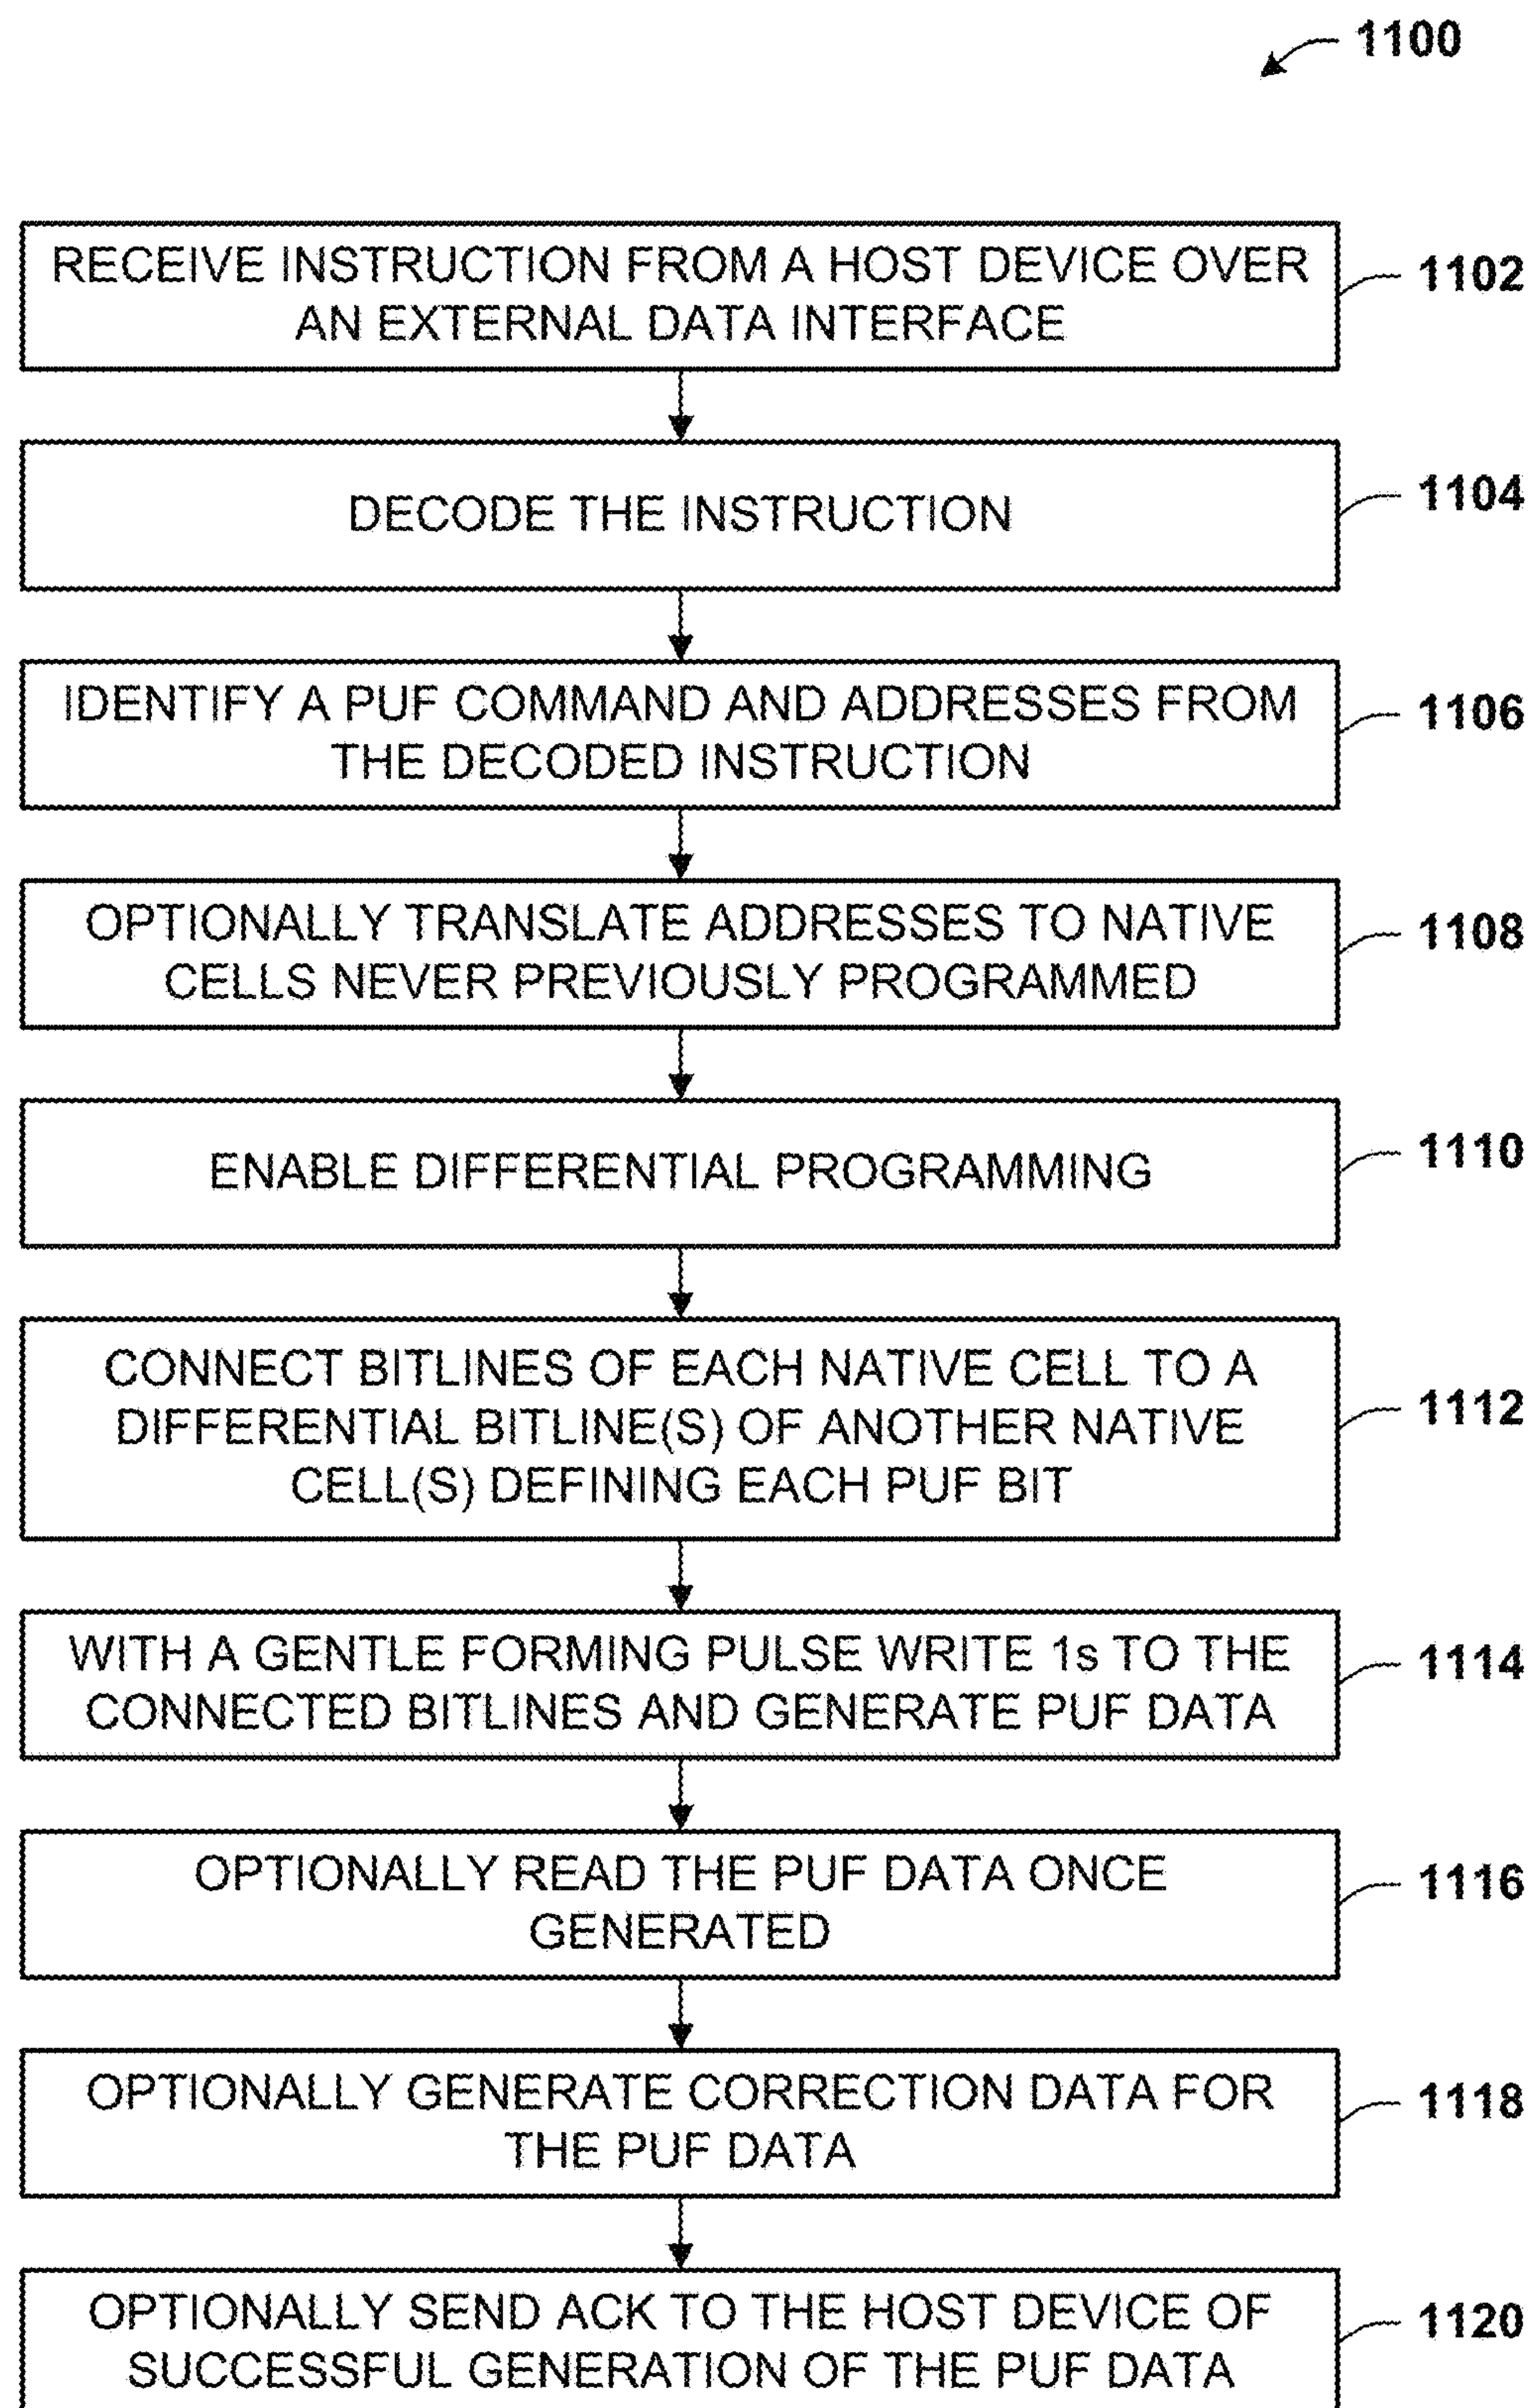 1100
RECEIVE INSTRUCTION FROM A HOST DEVICE OVER
AN EXTERNAL DATA INTERFACE
1102
DECODE THE INSTRUCTION
1104
IDENTIFY A PUF COMMAND AND ADDRESSES FROM
THE DECODED INSTRUCTION
1106
OPTIONALLY TRANSLATE ADDRESSES TO NATIVE
CELLS NEVER PREVIOUSLY PROGRAMMED
1108
ENABLE DIFFERENTIAL PROGRAMMING
1110
CONNECT BITLINES OF EACH NATIVE CELL TO A
DIFFERENTIAL BITLINE(S) OF ANOTHER NATIVE
CELL(S) DEFINING EACH PUF BIT
1112
WITH A GENTLE FORMING PULSE WRITE 1s TO THE
CONNECTED BITLINES AND GENERATE PUF DATA
1114
OPTIONALLY READ THE PUF DATA ONCE
GENERATED
1116
OPTIONALLY GENERATE CORRECTION DATA FOR
THE PUF DATA
1118
OPTIONALLY SEND ACK TO THE HOST DEVICE OF
SUCCESSFUL GENERATION OF THE PUF DATA
1120